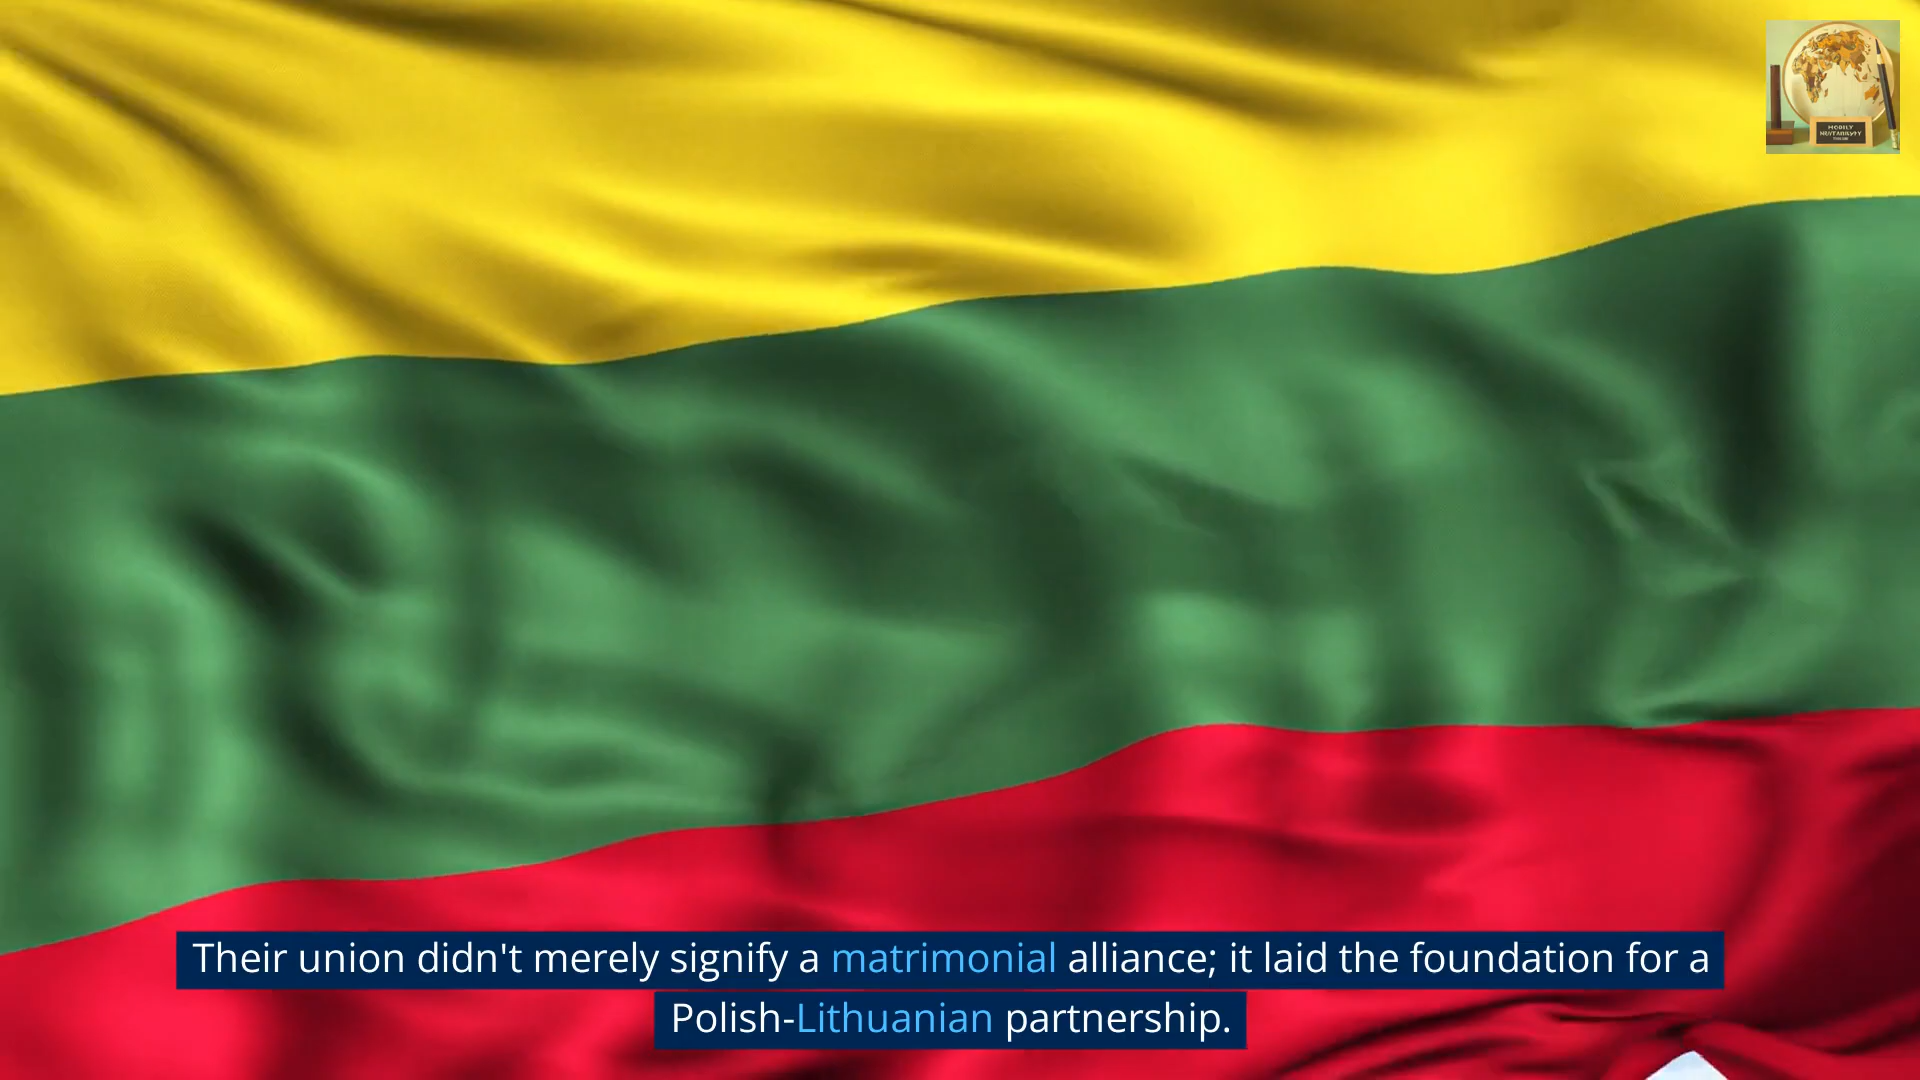 Their union didn't merely signify a matrimonial alliance; it laid the foundation for a
Polish-Lithuanian partnership.